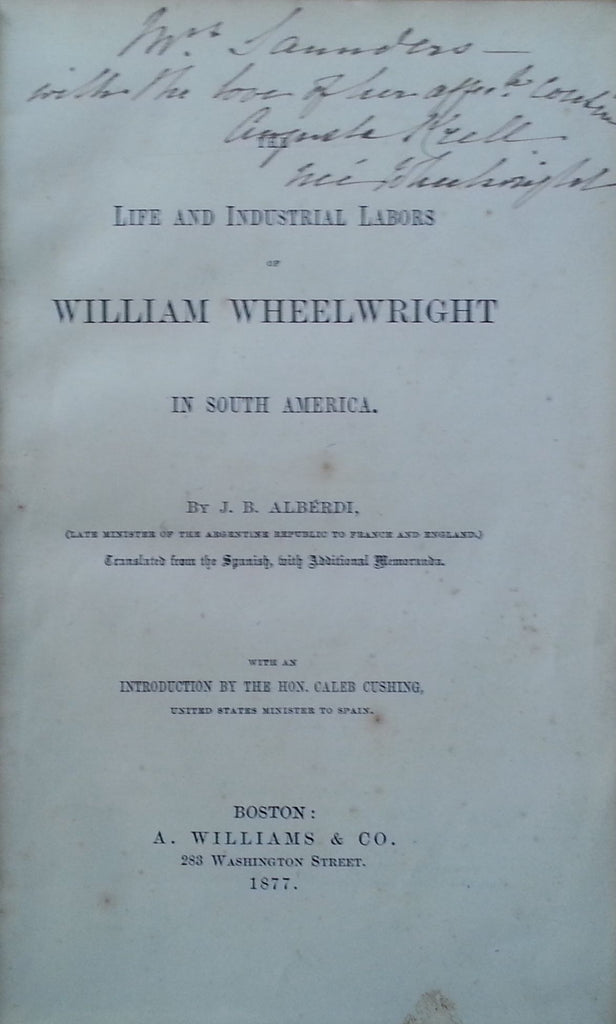 Mrs. Saunders —
with the love of her affec.te Cousin
Augusta Krell
née Wheelwright
THE
LIFE AND INDUSTRIAL LABORS
OF
WILLIAM WHEELWRIGHT
IN SOUTH AMERICA.
BY J. B. ALBÉRDI,
(LATE MINISTER OF THE ARGENTINE REPUBLIC TO FRANCE AND ENGLAND.)
Translated from the Spanish, with Additional Memoranda.
WITH AN
INTRODUCTION BY THE HON. CALEB CUSHING,
UNITED STATES MINISTER TO SPAIN.
BOSTON:
A. WILLIAMS & CO.
283 WASHINGTON STREET.
1877.